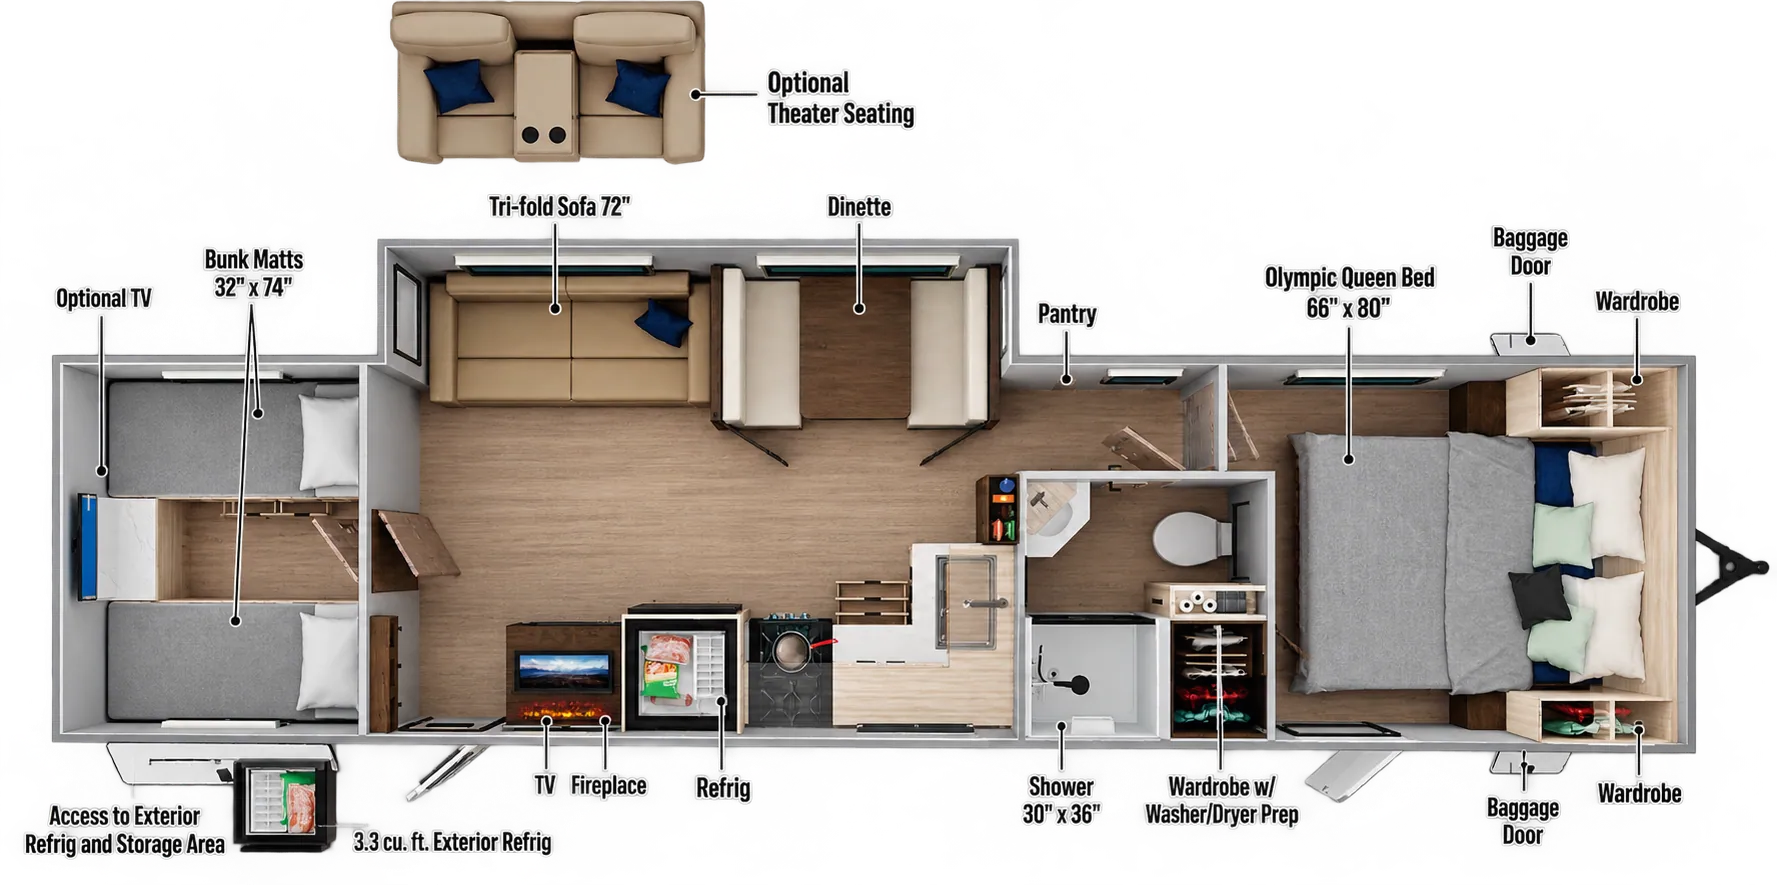 Optional
Theater Seating
Tri-fold Sofa 72"
Dinette
Baggage
Door
Bunk Matts
32" x 74"
Olympic Queen Bed
66" x 80"
Optional TV
Pantry
Wardrobe
TV
Fireplace
Refrig
Shower
30" x 36"
Wardrobe w/
Washer/Dryer Prep
Baggage
Door
Wardrobe
Access to Exterior
Refrig and Storage Area
3.3 cu. ft. Exterior Refrig